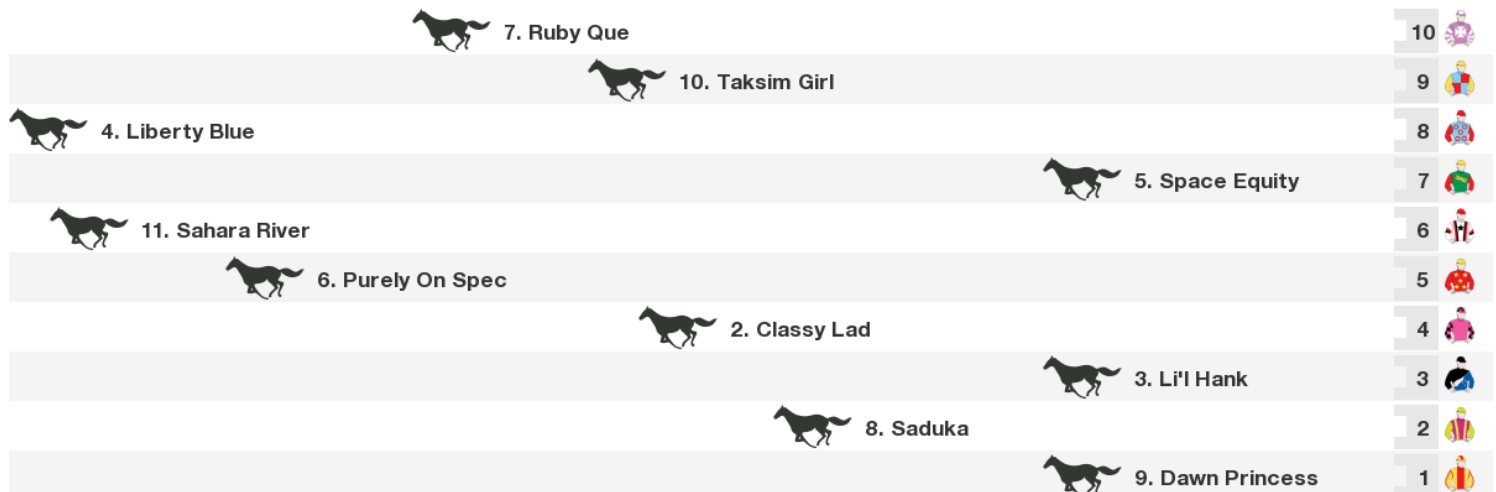 7. Ruby Que 10
10. Taksim Girl 9
4. Liberty Blue 8
5. Space Equity 7
11. Sahara River 6
6. Purely On Spec 5
2. Classy Lad 4
3. Li'l Hank 3
8. Saduka 2
9. Dawn Princess 1